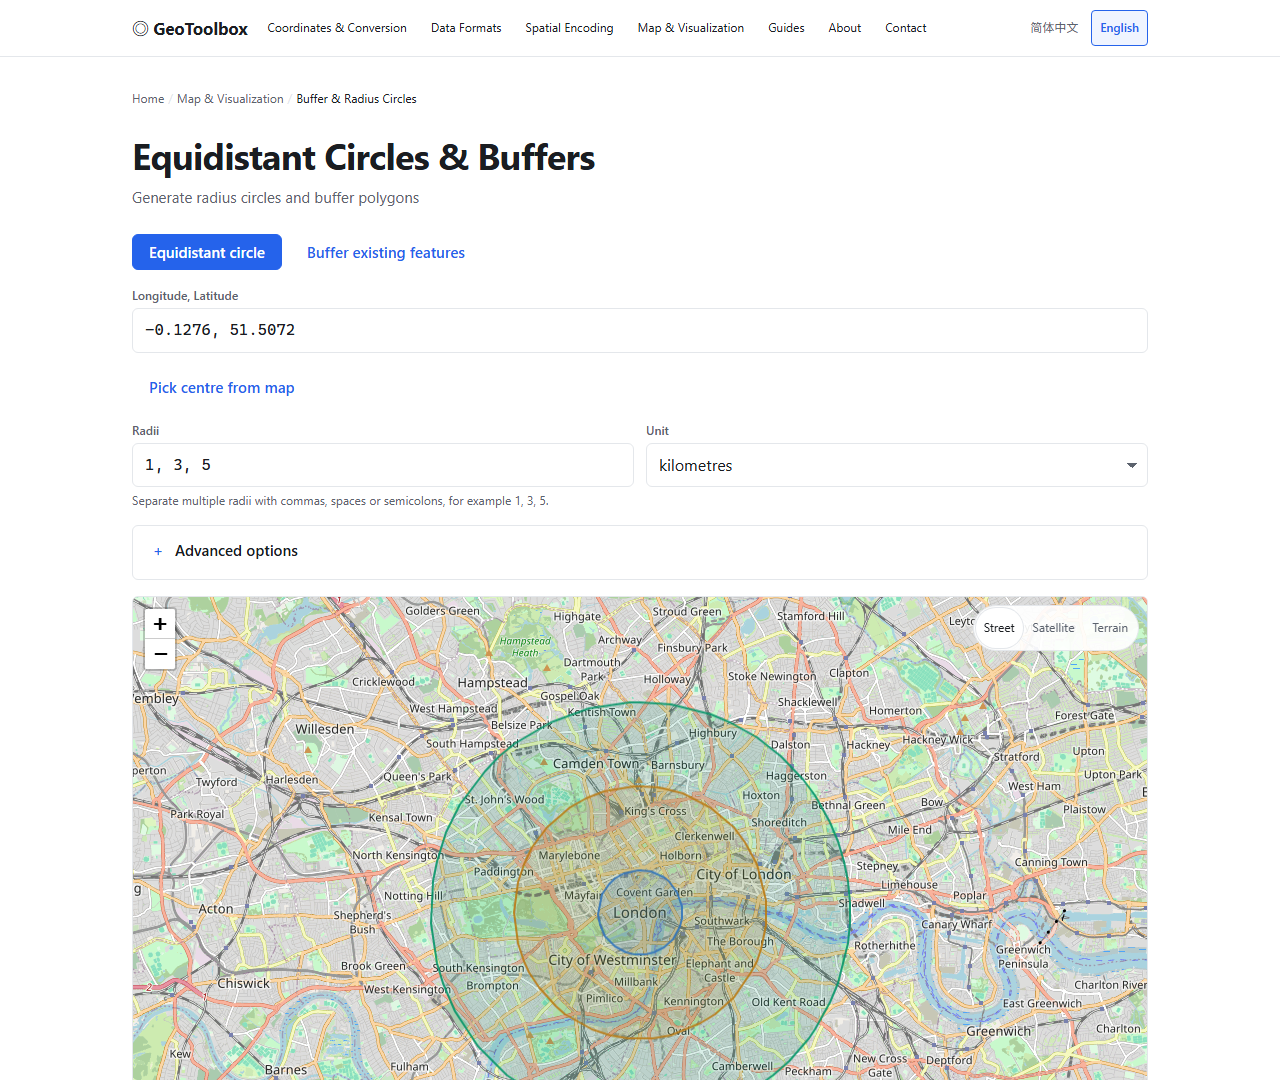 GeoToolbox Coordinates & Conversion Data Formats Spatial Encoding Map & Visualization Guides About Contact 简体中文 English
Home / Map & Visualization / Buffer & Radius Circles
Equidistant Circles & Buffers
Generate radius circles and buffer polygons
Equidistant circle Buffer existing features
Longitude, Latitude
-0.1276, 51.5072
Pick centre from map
Radii Unit
1, 3, 5 kilometres
Separate multiple radii with commas, spaces or semicolons, for example 1, 3, 5.
+ Advanced options
+
−
Street Satellite Terrain
Golders Green
Highgate
Stroud Green
Stamford Hill
Leyto
Hampstead
Heath
Archway
Finsbury Park
Dartmouth
Park
Cricklewood
Hampstead
Holloway
Stoke Newington
Clapton
embley
Gospel Oak
West Hampstead
Kentish Town
Shacklewell
Homerton
Forest Gate
Willesden
Belsize Park
South Hampstead
Highbury
Dalston
Hackney
Hackney Wick
Upton
Stratford
perton
Twyford
Harlesden
Queen's Park
Camden Town
Barnsbury
Haggerston
Upton Park
West Ham
E
Park Royal
Kensal Town
St. John's Wood
King's Cross
Hoxton
Bethnal Green
Bow
Plaistow
Shoreditch
Mile End
Clerkenwell
North Kensington
Marylebone
Holborn
Stepney
Canning Town
Paddington
City of London
Limehouse
g
Notting Hill
Mayfair
Covent Garden
Poplar
Shadwell
Acton
Shepherd's
Bush
London
Southwark
Canary Wharf
The Borough
Rotherhithe
Greenwich
Peninsula
Brook Green
South Kensington
City of Westminster
Elephant and
Castle
Chiswick
West Kensington
Brompton
Millbank
Charlton River
Pimlico
Kennington
Old Kent Road
East Greenwich
Oval
Greenwich
Charlton
Kew
Barnes
Fulham
Camberwell
Peckham
New Cross
Gate
Deptford